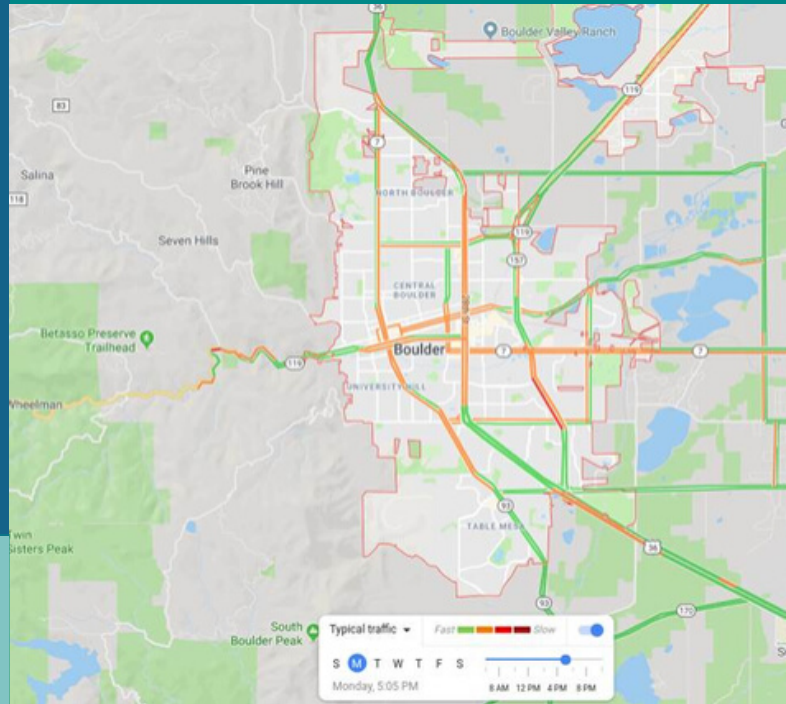 36
Boulder Valley Ranch
119
83
7
Salina
Pine
Brook Hill
118
NORTH BOULDER
119
Seven Hills
157
CENTRAL
BOULDER
Betasso Preserve
Trailhead
Boulder
7
7
119
UNIVERSITY HILL
Wheelman
93
TABLE MESA
Twin
Sisters Peak
36
93
170
South
Boulder Peak
Typical traffic
Fast
Slow
S M T W T F S
Monday, 5:05 PM
8 AM 12 PM 4 PM 8 PM